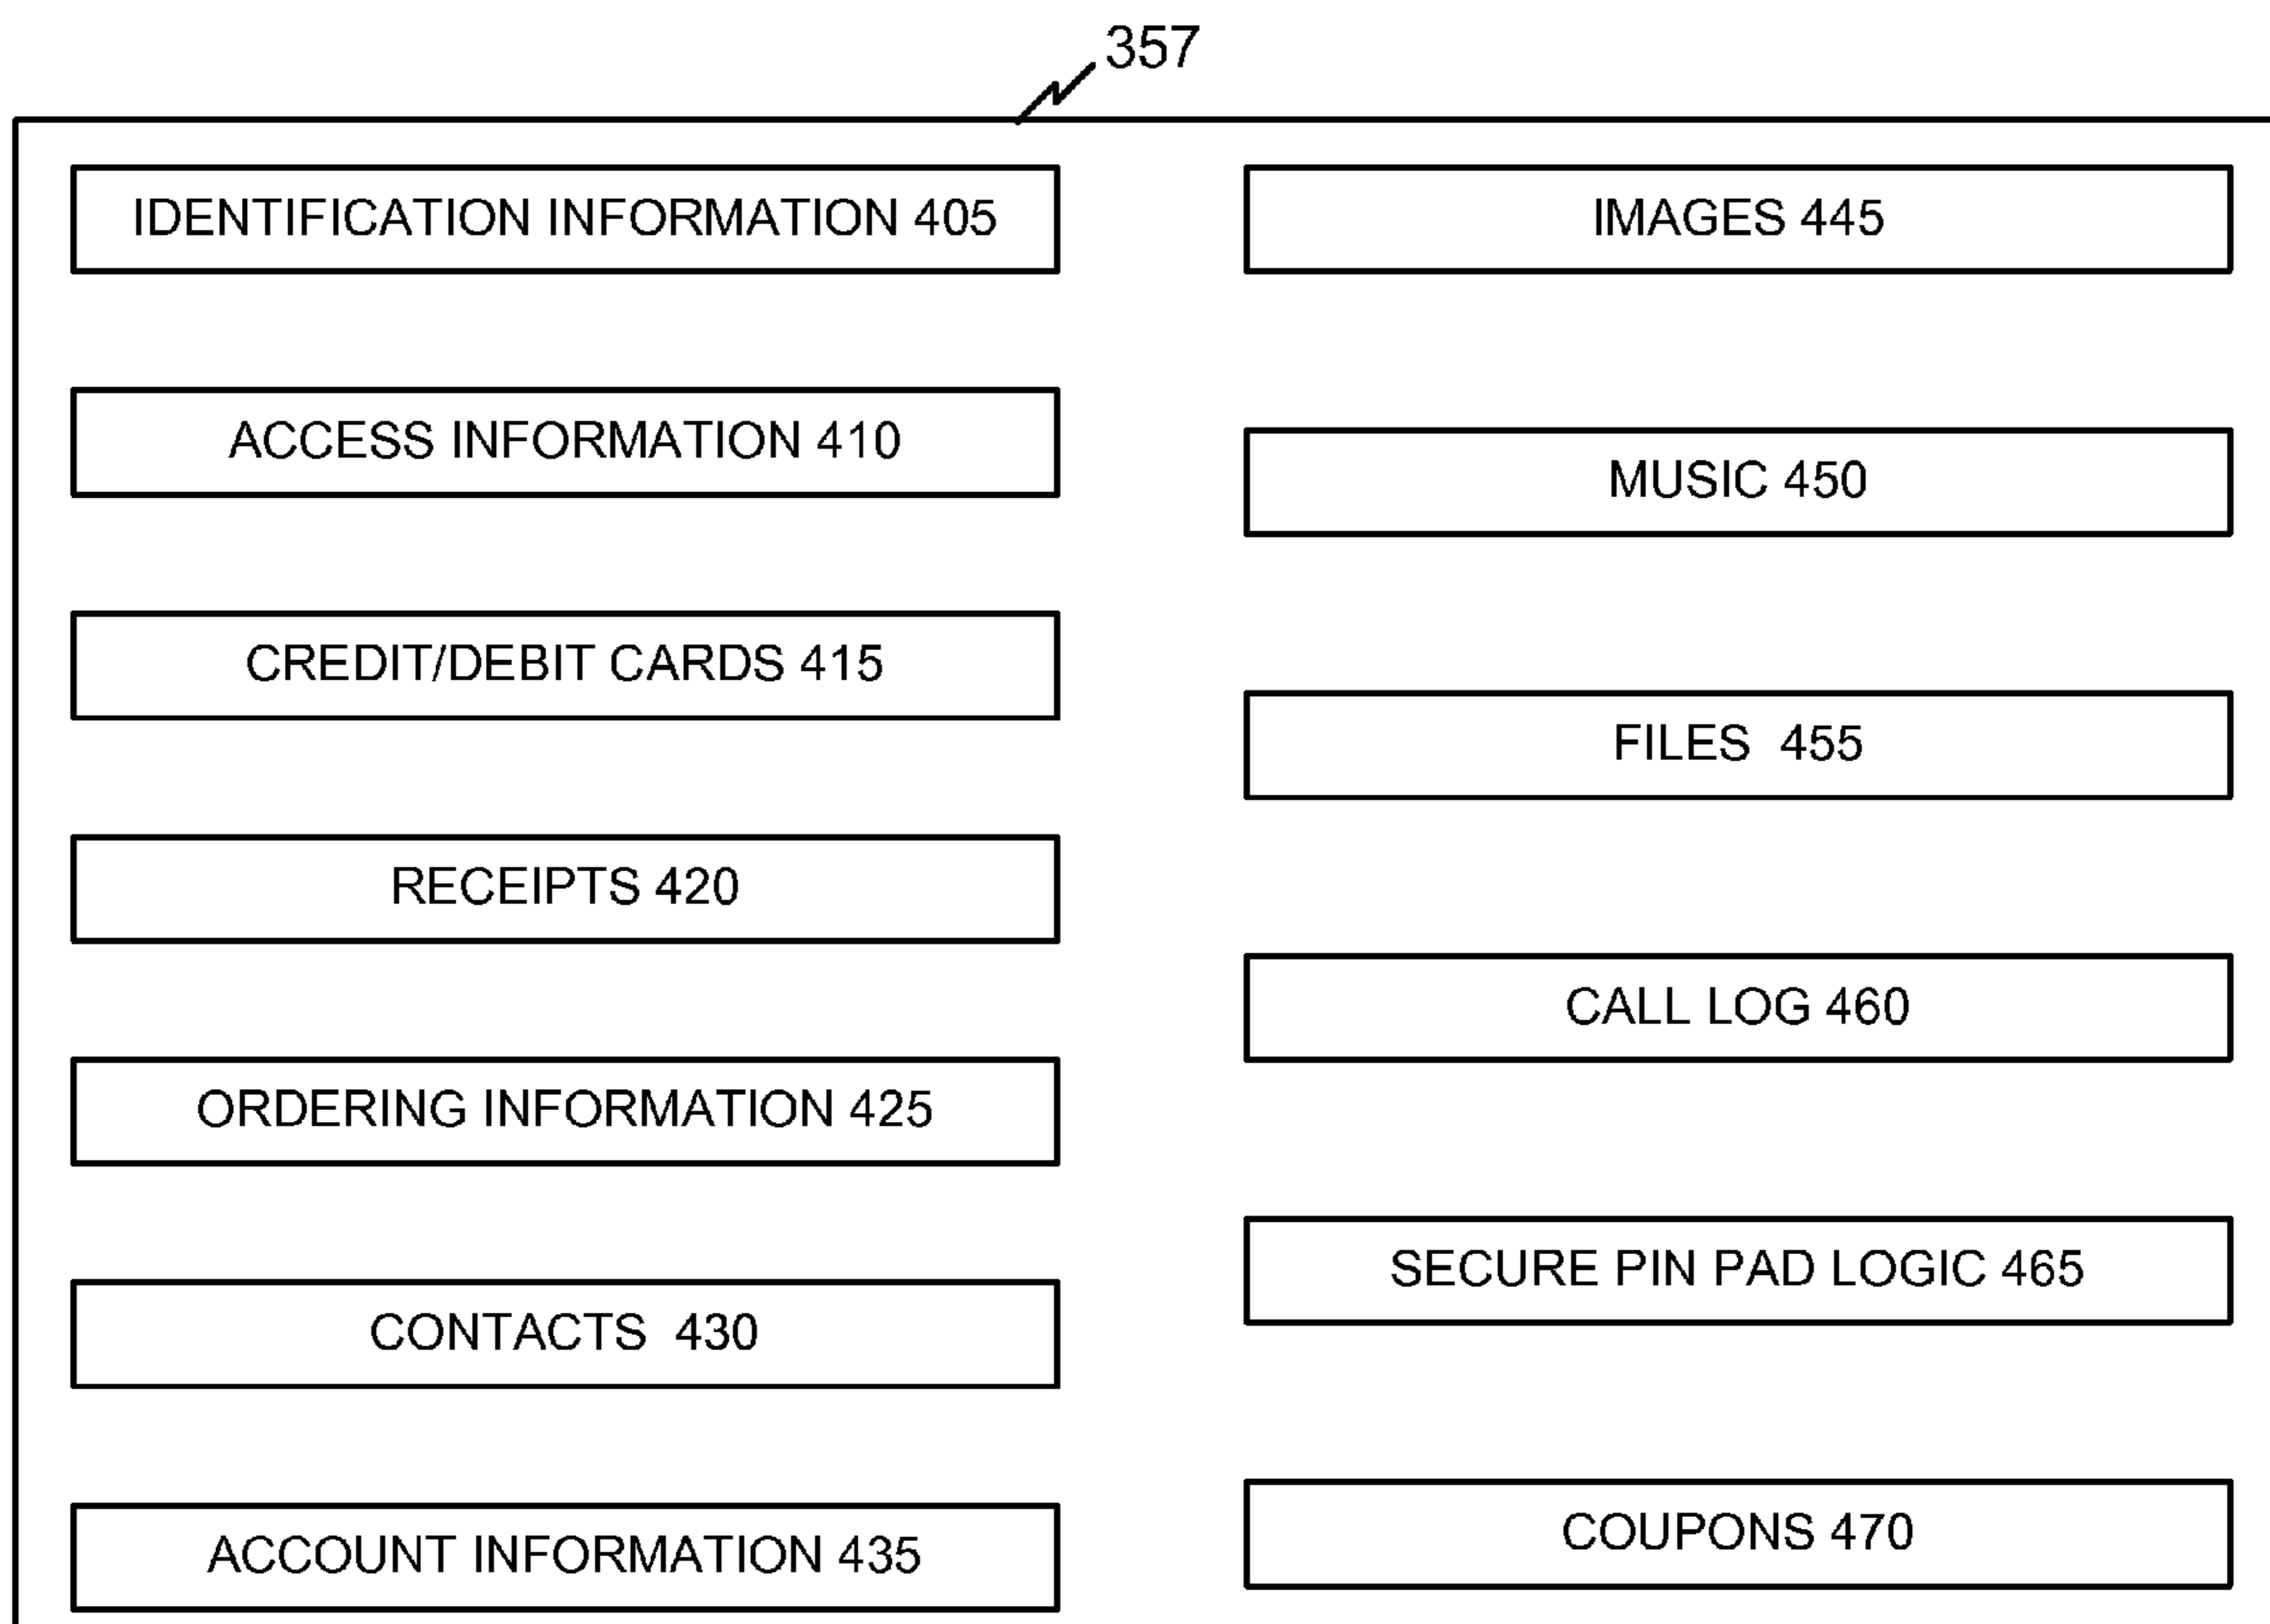 357
IDENTIFICATION INFORMATION 405
ACCESS INFORMATION 410
CREDIT/DEBIT CARDS 415
RECEIPTS 420
ORDERING INFORMATION 425
CONTACTS 430
ACCOUNT INFORMATION 435
IMAGES 445
MUSIC 450
FILES 455
CALL LOG 460
SECURE PIN PAD LOGIC 465
COUPONS 470